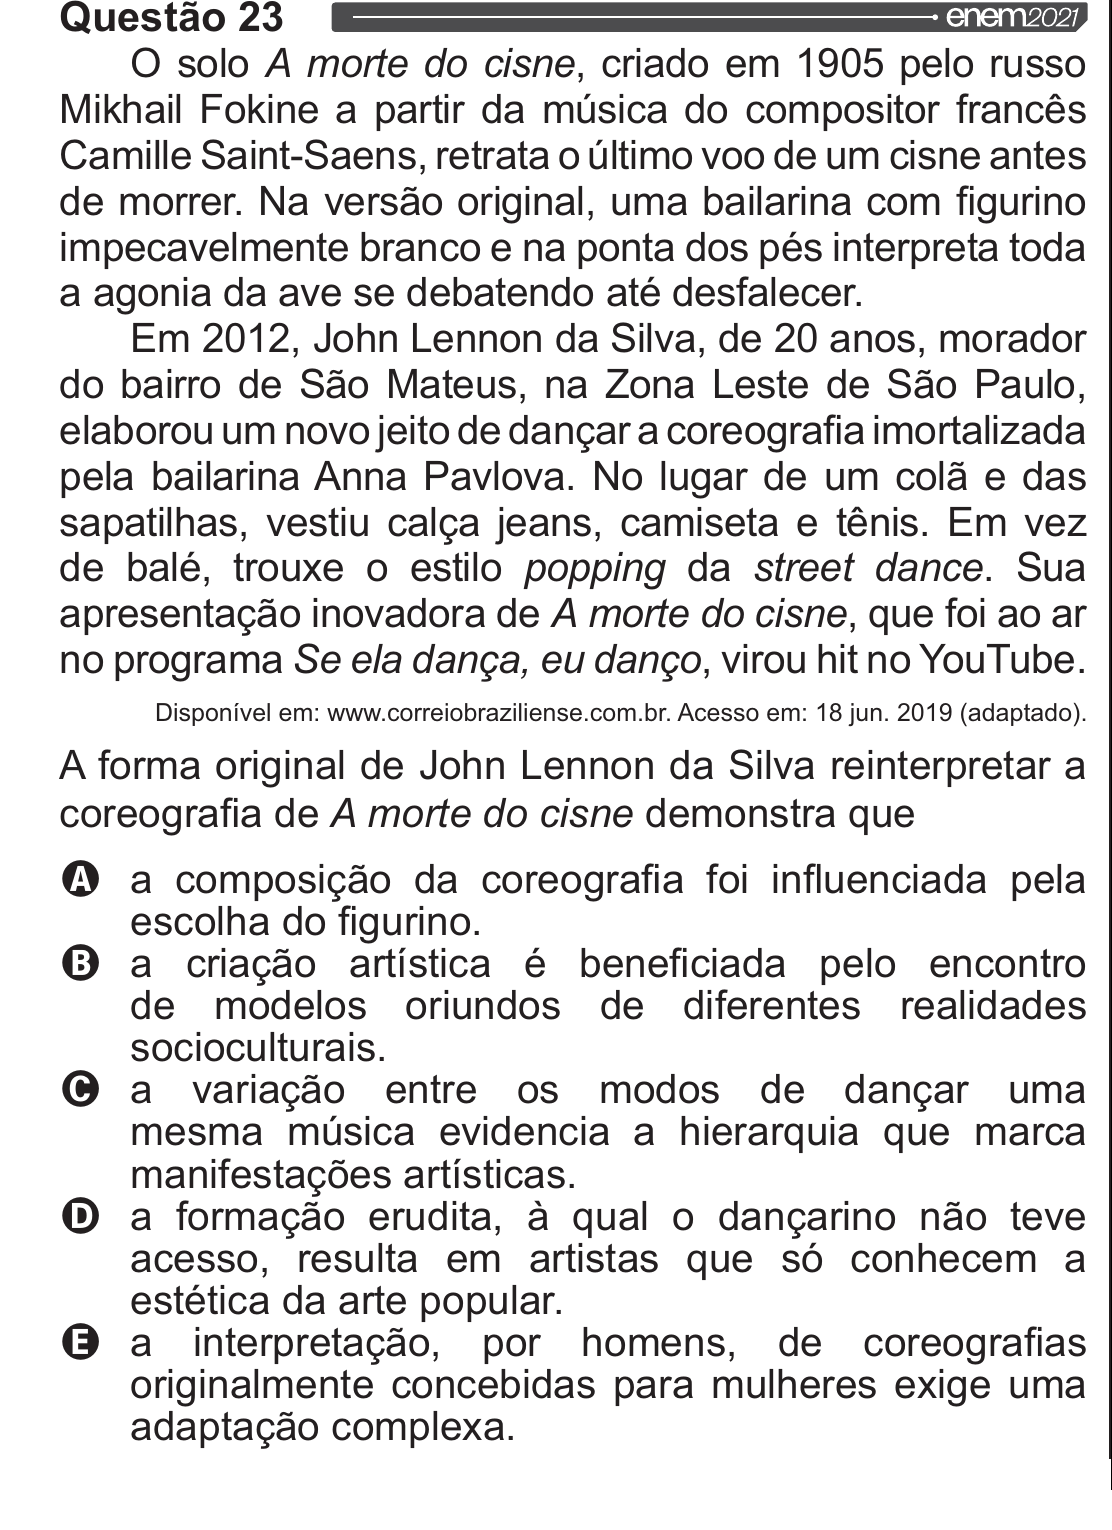 Questão 23
enem2021
O solo A morte do cisne, criado em 1905 pelo russo
Mikhail Fokine a partir da música do compositor francês
Camille Saint-Saens, retrata o último voo de um cisne antes
de morrer. Na versão original, uma bailarina com figurino
impecavelmente branco e na ponta dos pés interpreta toda
a agonia da ave se debatendo até desfalecer.
Em 2012, John Lennon da Silva, de 20 anos, morador
do bairro de São Mateus, na Zona Leste de São Paulo,
elaborou um novo jeito de dançar a coreografia imortalizada
pela bailarina Anna Pavlova. No lugar de um colã e das
sapatilhas, vestiu calça jeans, camiseta e tênis. Em vez
de balé, trouxe o estilo popping da street dance. Sua
apresentação inovadora de A morte do cisne, que foi ao ar
no programa Se ela dança, eu danço, virou hit no YouTube.
Disponível em: www.correiobraziliense.com.br. Acesso em: 18 jun. 2019 (adaptado).
A forma original de John Lennon da Silva reinterpretar a
coreografia de A morte do cisne demonstra que
A a composição da coreografia foi influenciada pela
escolha do figurino.
B a criação artística é beneficiada pelo encontro
de modelos oriundos de diferentes realidades
socioculturais.
C a variação entre os modos de dançar uma
mesma música evidencia a hierarquia que marca
manifestações artísticas.
D a formação erudita, à qual o dançarino não teve
acesso, resulta em artistas que só conhecem a
estética da arte popular.
E a interpretação, por homens, de coreografias
originalmente concebidas para mulheres exige uma
adaptação complexa.